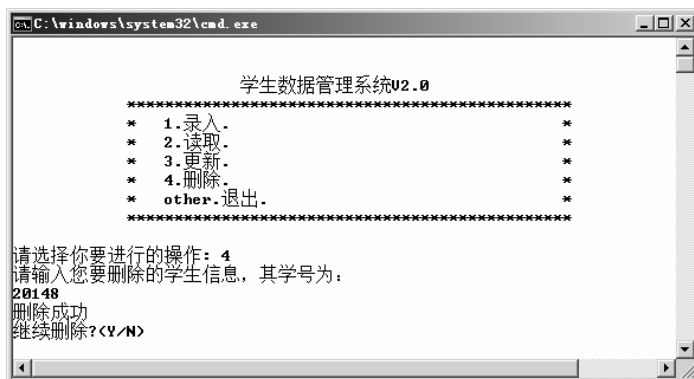 C:\windows\system32\cmd.exe
学生数据管理系统V2.0
************************************************
* 1.录入. *
* 2.读取. *
* 3.更新. *
* 4.删除. *
* other.退出. *
************************************************
请选择你要进行的操作: 4
请输入您要删除的学生信息，其学号为:
20148
删除成功
继续删除?(Y/N)